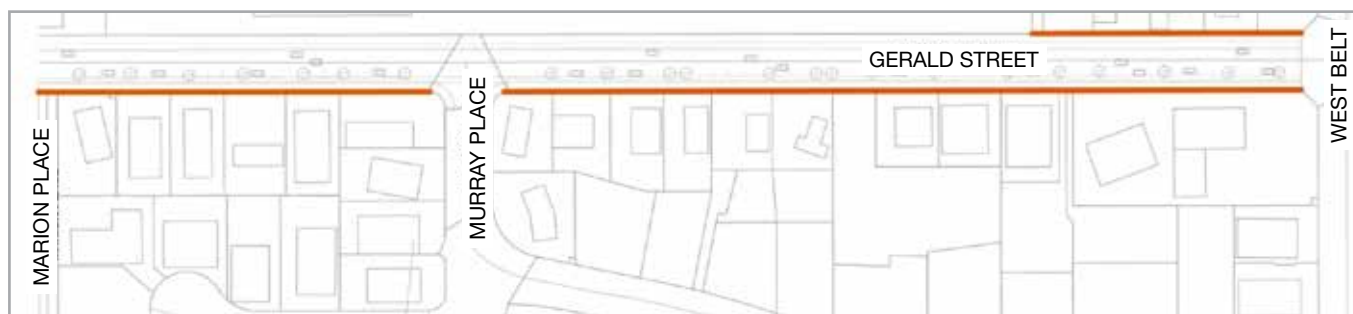 GERALD STREET
MARION PLACE
MURRAY PLACE
WEST BELT